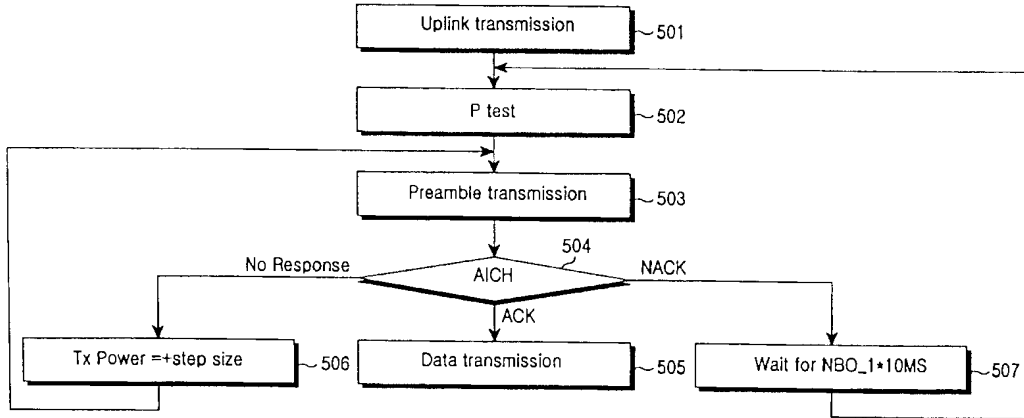 Uplink transmission
501
P test
502
Preamble transmission
503
504
No Response
AICH
NACK
ACK
Tx Power =+step size
506
Data transmission
505
Wait for NBO_1*10MS
507